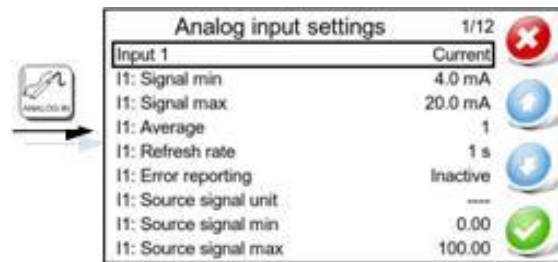 Analog input settings 1/12
Input 1 Current
I1: Signal min 4.0 mA
I1: Signal max 20.0 mA
ANALOG IN
I1: Average 1
I1: Refresh rate 1 s
I1: Error reporting Inactive
I1: Source signal unit ----
I1: Source signal min 0.00
I1: Source signal max 100.00